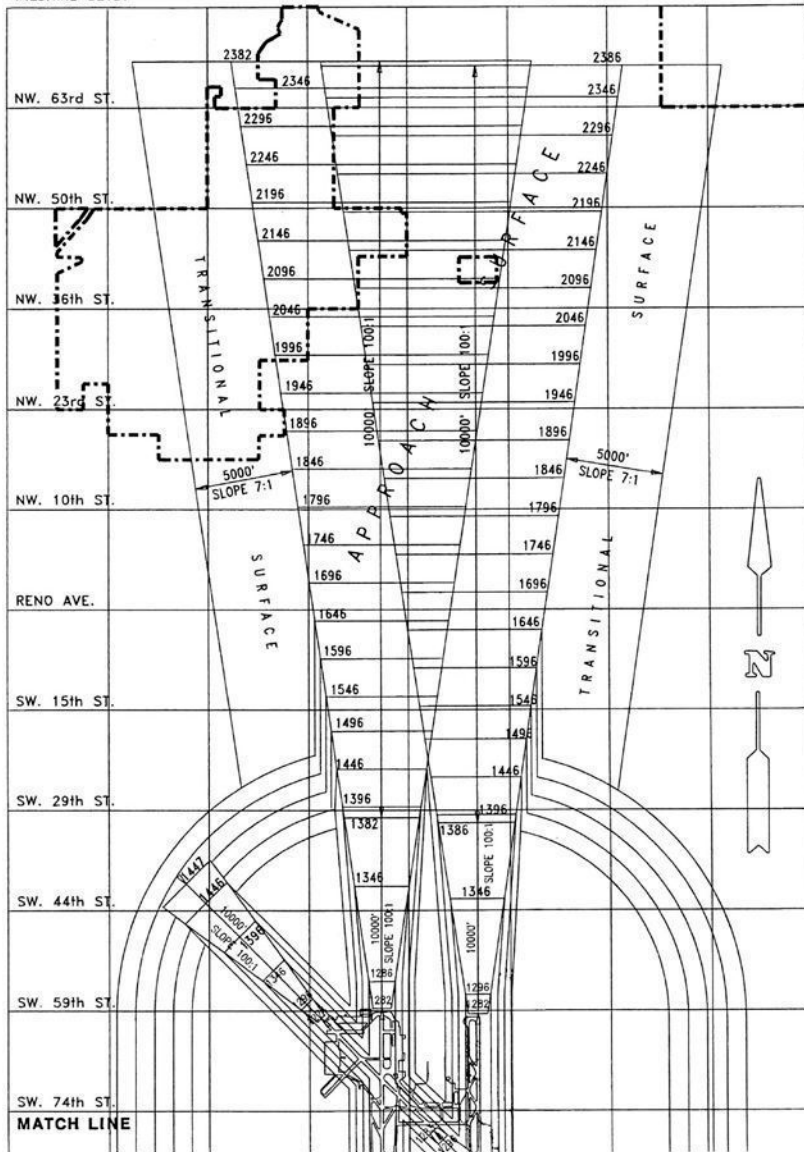 2382
2386
2346
2346
NW. 63rd ST.
2296
2296
2246
2246
NW. 50th ST.
2196
2196
2146
2146
TRANSITIONAL
SURFACE
SURFACE
2096
2096
NW. 36th ST.
2046
2046
10000' SLOPE 100:1
10000' SLOPE 100:1
1996
1996
1946
1946
NW. 23rd ST.
1896
1896
APPROACH
1846
1846
5000'
SLOPE 7:1
5000'
SLOPE 7:1
NW. 10th ST.
1796
1796
1746
1746
SURFACE
TRANSITIONAL
1696
1696
RENO AVE.
1646
1646
1596
1596
N
1546
1546
SW. 15th ST.
1496
1496
1446
1446
SW. 29th ST.
1396
1396
1382
1386
SLOPE 100:1
1447
1446
1346
1346
SW. 44th ST.
10000'
SLOPE 100:1
1396
1346
10000'
SLOPE 100:1
10000'
1286
1296
SW. 59th ST.
1282
1282
SW. 74th ST.
MATCH LINE